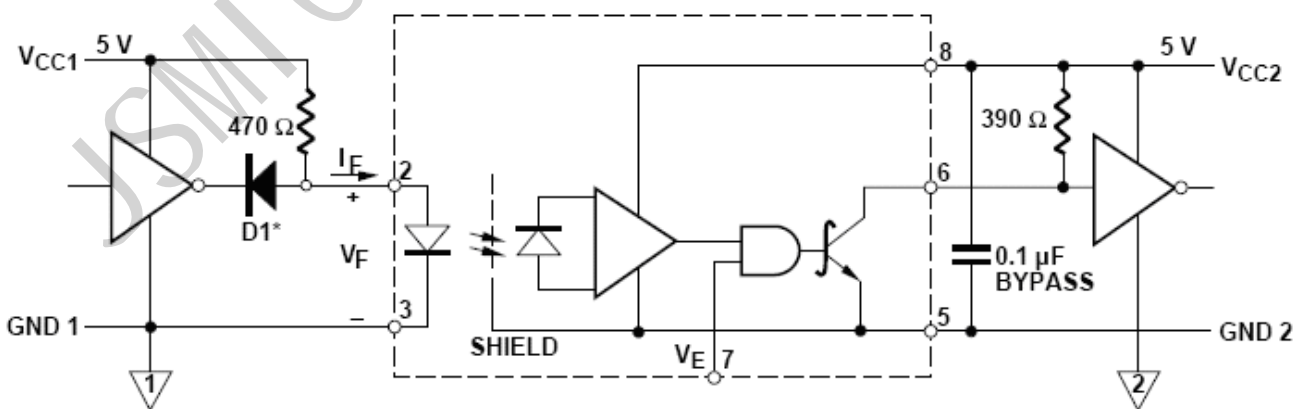 JSMI
VCC1
5 V
470 Ω
D1*
IF
+
VF
–
GND 1
1
2
3
SHIELD
VE
7
8
6
5
5 V
VCC2
390 Ω
0.1 µF
BYPASS
GND 2
2